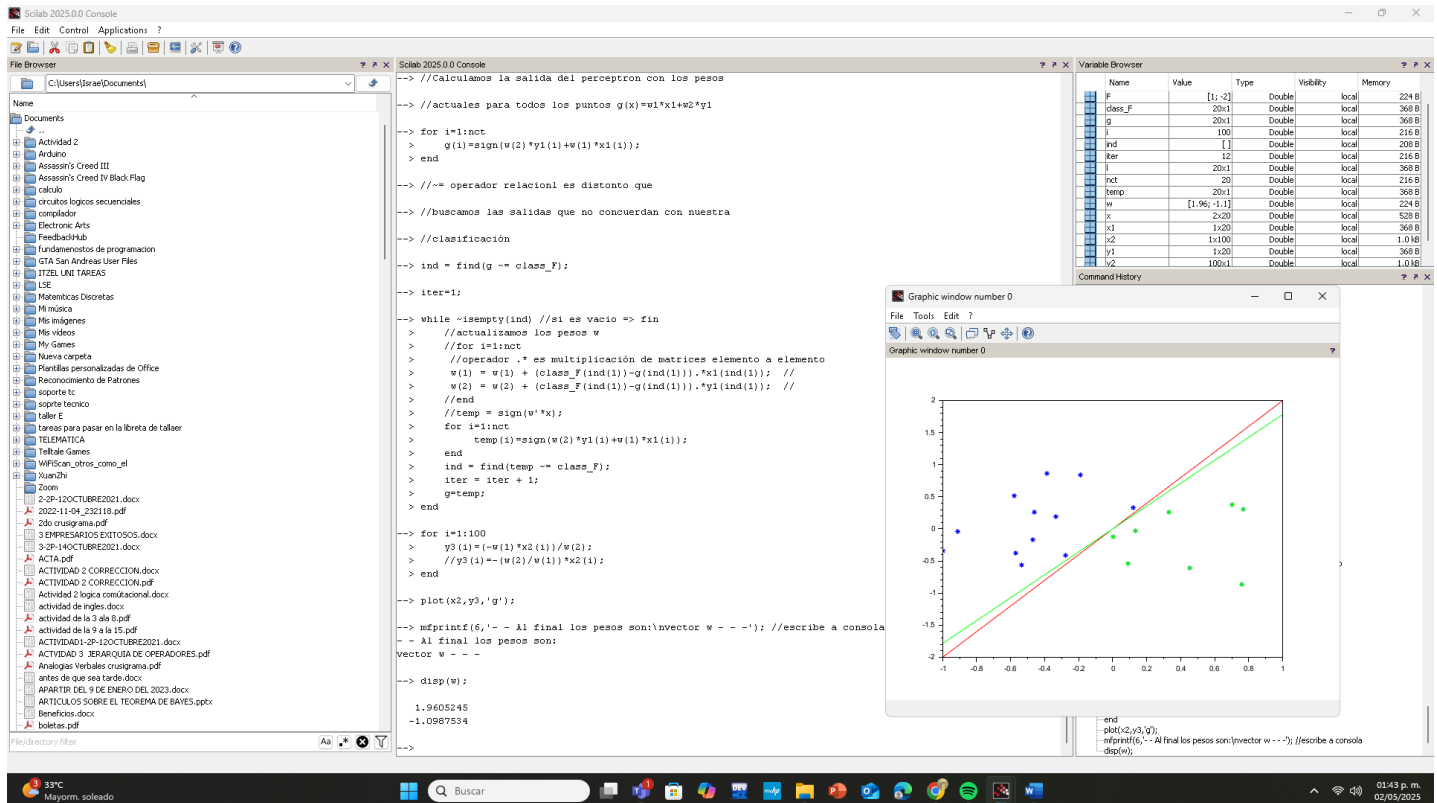 Scilab 2025.0.0 Console
File Edit Control Applications ?
File Browser
C:\Users\Israe\Documents\
Name
Documents
..
Actividad 2
Arduino
Assassin's Creed III
Assassin's Creed IV Black Flag
calculo
circuitos logicos secuenciales
compilador
Electronic Arts
FeedbackHub
fundamenostos de programacion
GTA San Andreas User Files
ITZEL UNI TAREAS
LSE
Matemticas Discretas
Mi música
Mis imágenes
Mis vídeos
My Games
Nueva carpeta
Plantillas personalizadas de Office
Reconocimiento de Patrones
soporte tc
soprte tecnico
taller E
tareas para pasar en la libreta de tallaer
TELEMATICA
Telltale Games
WiFiScan_otros_como_el
XuanZhi
Zoom
2-2P-12OCTUBRE2021.docx
2022-11-04_232118.pdf
2do crusigrama.pdf
3 EMPRESARIOS EXITOSOS.docx
3-2P-14OCTUBRE2021.docx
ACTA.pdf
ACTIVIDAD 2 CORRECCION.docx
ACTIVIDAD 2 CORRECCION.pdf
Actividad 2 logica comútacional.docx
actividad de ingles.docx
actividad de la 3 ala 8.pdf
actividad de la 9 a la 15.pdf
ACTIVIDAD1-2P-12OCTUBRE2021.docx
ACTVIDAD 3 JERARQUIA DE OPERADORES.pdf
Analogias Verbales crusigrama.pdf
antes de que sea tarde.docx
APARTIR DEL 9 DE ENERO DEL 2023.docx
ARTICULOS SOBRE EL TEOREMA DE BAYES.pptx
Beneficios.docx
boletas.pdf
File/directory filter
Aa .*
Scilab 2025.0.0 Console
--> //Calculamos la salida del perceptron con los pesos
--> //actuales para todos los puntos g(x)=w1*x1+w2*y1
--> for i=1:nct
> g(i)=sign(w(2)*y1(i)+w(1)*x1(i));
> end
--> //~= operador relacionl es distonto que
--> //buscamos las salidas que no concuerdan con nuestra
--> //clasificación
--> ind = find(g ~= class_F);
--> iter=1;
--> while ~isempty(ind) //si es vacio => fin
> //actualizamos los pesos w
> //for i=1:nct
> //operador .* es multiplicación de matrices elemento a elemento
> w(1) = w(1) + (class_F(ind(1))-g(ind(1))).*x1(ind(1)); //
> w(2) = w(2) + (class_F(ind(1))-g(ind(1))).*y1(ind(1)); //
> //end
> //temp = sign(w'*x);
> for i=1:nct
> temp(i)=sign(w(2)*y1(i)+w(1)*x1(i));
> end
> ind = find(temp ~= class_F);
> iter = iter + 1;
> g=temp;
> end
--> for i=1:100
> y3(i)=(-w(1)*x2(i))/w(2);
> //y3(i)=-(w(2)/w(1))*x2(i);
> end
--> plot(x2,y3,'g');
--> mfprintf(6,'- - Al final los pesos son:\nvector w - - -'); //escribe a consola
- - Al final los pesos son:
vector w - - -
--> disp(w);
1.9605245
-1.0987534
-->
Variable Browser
Name Value Type Visibility Memory
F [1; -2] Double local 224 B
class_F 20x1 Double local 368 B
g 20x1 Double local 368 B
i 100 Double local 216 B
ind [ ] Double local 208 B
iter 12 Double local 216 B
l 20x1 Double local 368 B
nct 20 Double local 216 B
temp 20x1 Double local 368 B
w [1.96; -1.1] Double local 224 B
x 2x20 Double local 528 B
x1 1x20 Double local 368 B
x2 1x100 Double local 1.0 kB
y1 1x20 Double local 368 B
y2 100x1 Double local 1.0 kB
Command History
Graphic window number 0
File Tools Edit ?
Graphic window number 0
2
1.5
1
0.5
0
-0.5
-1
-1.5
-2
-1 -0.8 -0.6 -0.4 -0.2 0 0.2 0.4 0.6 0.8 1
end
plot(x2,y3,'g');
mfprintf(6,'- - Al final los pesos son:\nvector w - - -'); //escribe a consola
disp(w);
3
33°C
Mayorm. soleado
Buscar
1
DEV
01:43 p. m.
02/05/2025